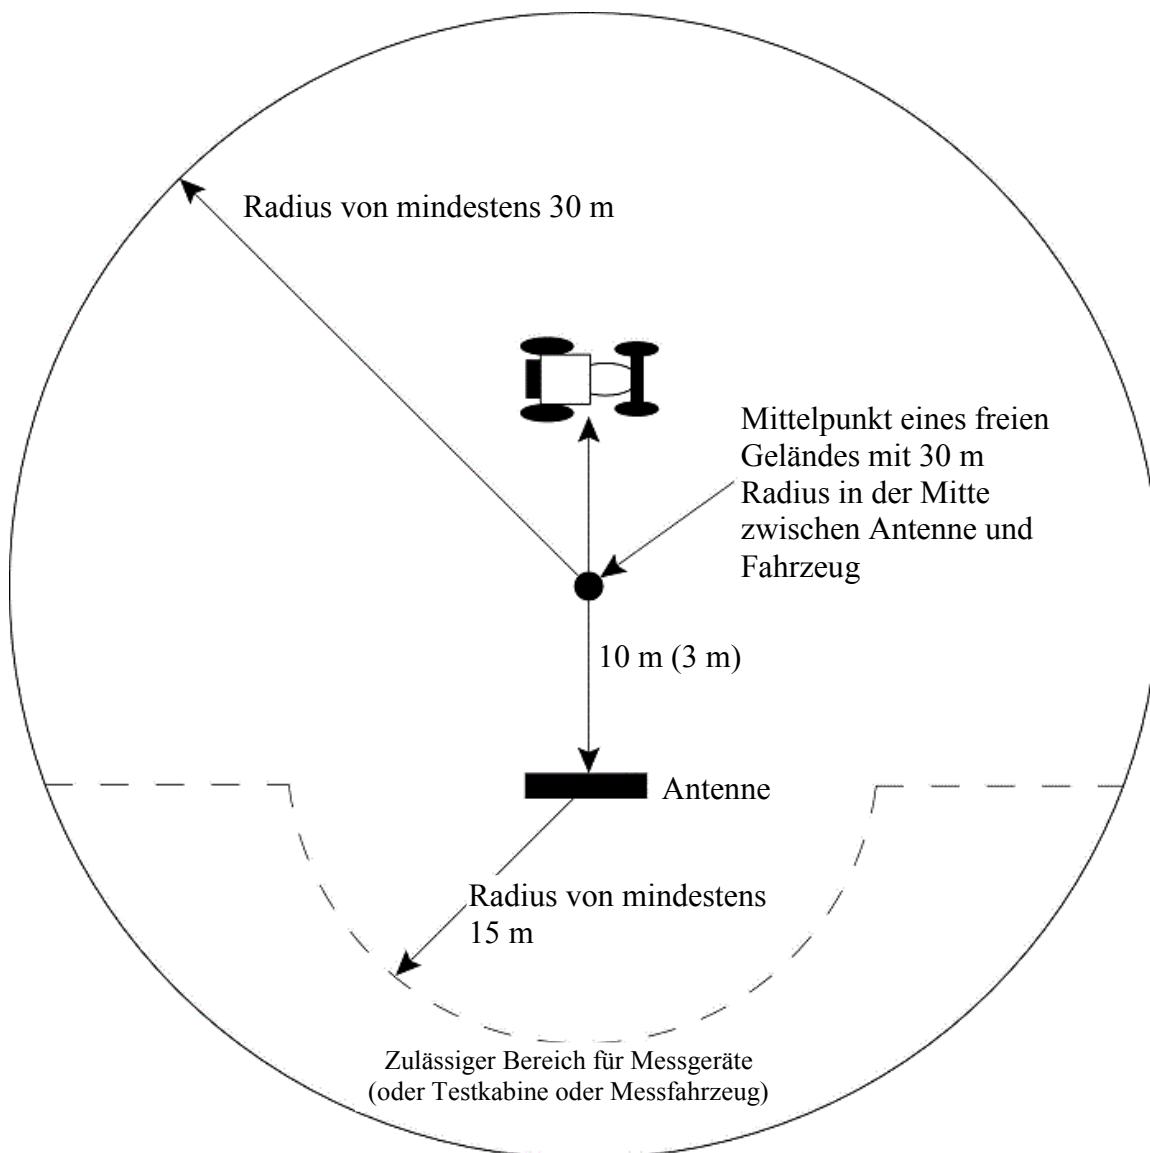 Radius von mindestens 30 m
Mittelpunkt eines freien
Geländes mit 30 m
Radius in der Mitte
zwischen Antenne und
Fahrzeug
10 m (3 m)
Antenne
Radius von mindestens
15 m
Zulässiger Bereich für Messgeräte
(oder Testkabine oder Messfahrzeug)